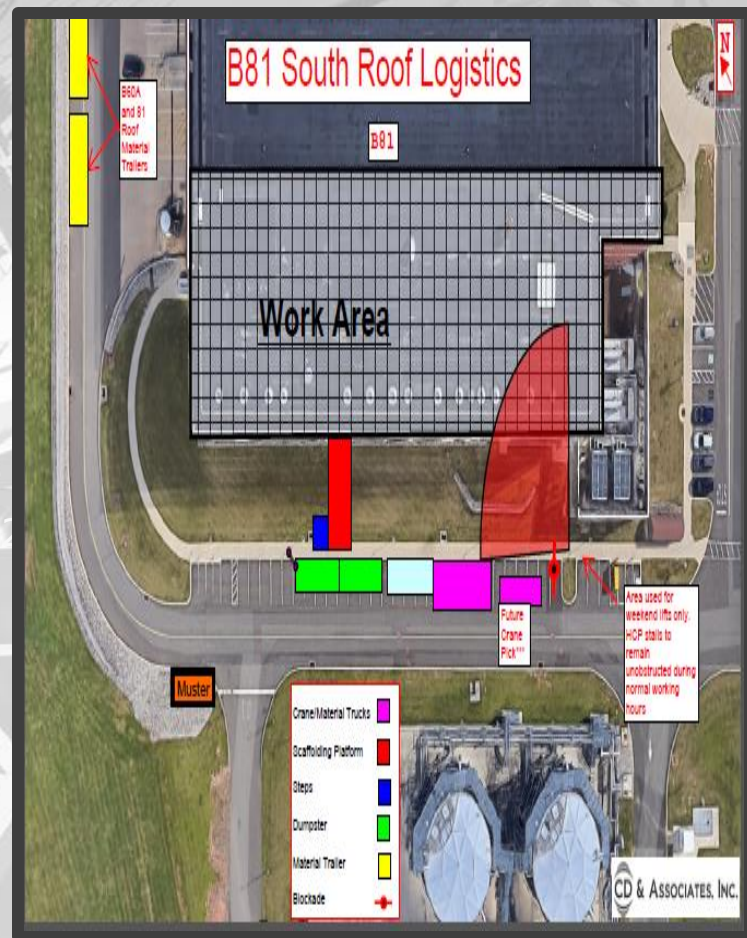 B81 South Roof Logistics
N
B60A
and 81
Roof
Material
Trailers
B81
Work Area
Future
Crane
Pick***
Area used for
weekend lifts only.
HCP stalls to
remain
unobstructed during
normal working
hours
Muster
Crane/Material Trucks
Scaffolding Platform
Steps
Dumpster
Material Trailer
Blockade
CD & ASSOCIATES, INC.